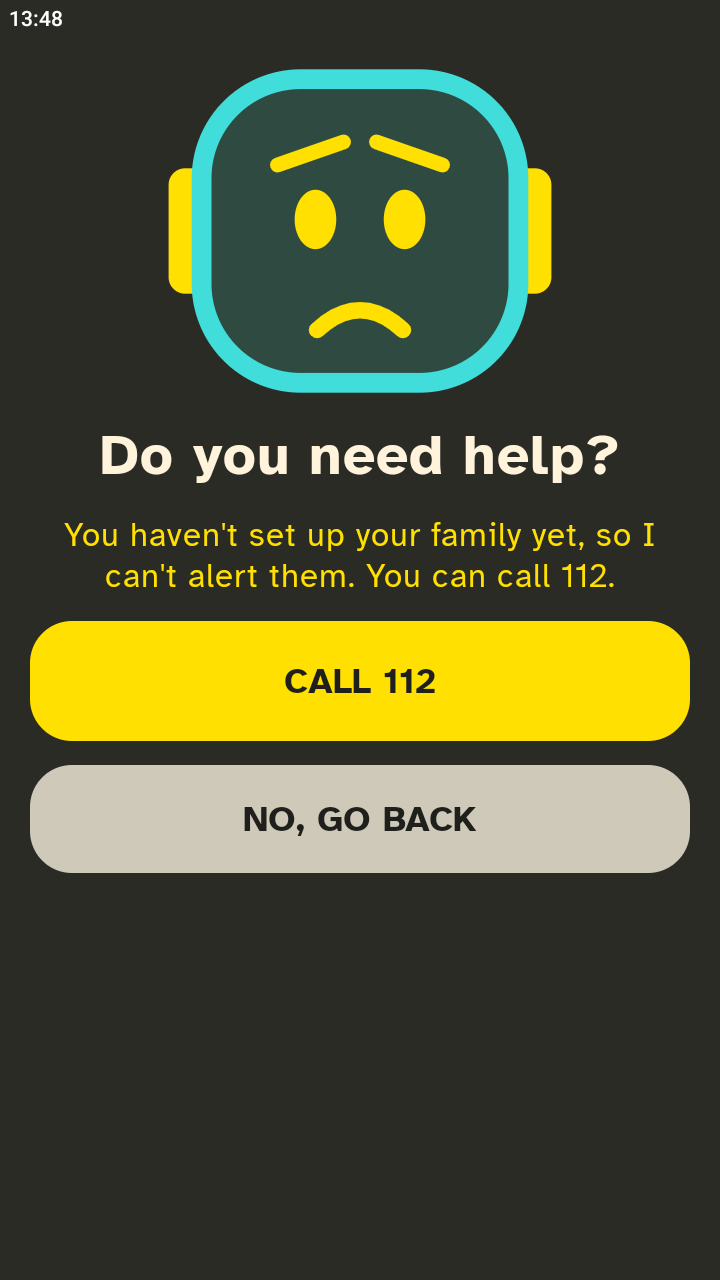 13:48
Do you need help?
You haven't set up your family yet, so I
can't alert them. You can call 112.
CALL 112
NO, GO BACK